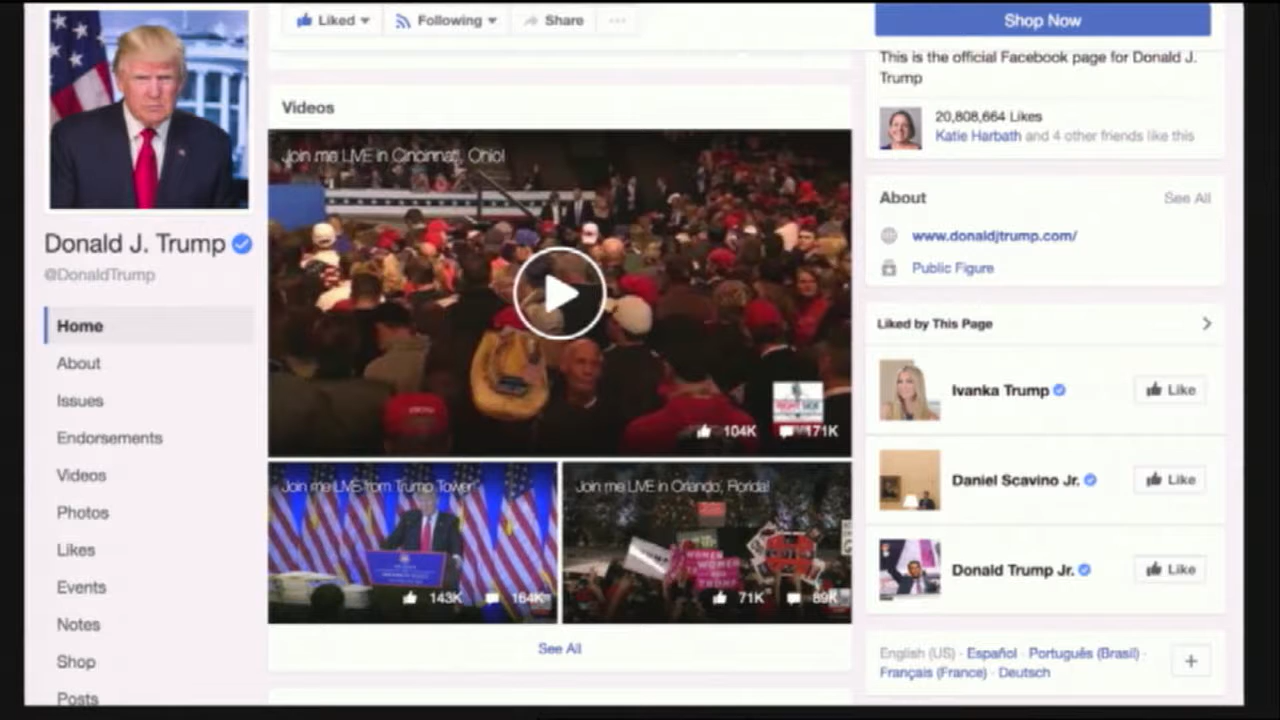 Liked
Following
Share
Shop Now
This is the official Facebook page for Donald J.
Trump
20,808,664 Likes
Katie Harbath and 4 other friends like this
Donald J. Trump
@DonaldTrump
Home
About
Issues
Endorsements
Videos
Photos
Likes
Events
Notes
Shop
Posts
Videos
Join me LIVE in Cincinnati, Ohio!
RIGHT SIDE
104K
171K
Join me LIVE from Trump Tower
143K
164K
Join me LIVE in Orlando, Florida!
WOMEN
71K
89K
See All
About
See All
www.donaldjtrump.com/
Public Figure
Liked by This Page
Ivanka Trump
Like
Daniel Scavino Jr.
Like
Donald Trump Jr.
Like
English (US) · Español · Português (Brasil) ·
Français (France) · Deutsch